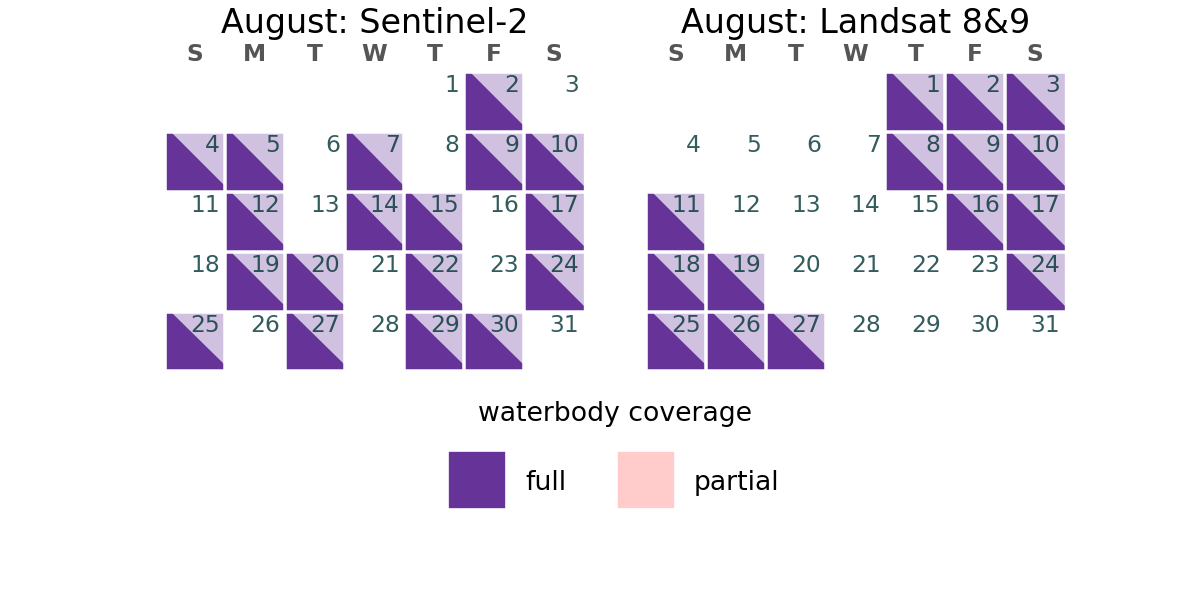 August: Sentinel-2
S M T W T F S
1 2 3
4 5 6 7 8 9 10
11 12 13 14 15 16 17
18 19 20 21 22 23 24
25 26 27 28 29 30 31
August: Landsat 8&9
S M T W T F S
1 2 3
4 5 6 7 8 9 10
11 12 13 14 15 16 17
18 19 20 21 22 23 24
25 26 27 28 29 30 31
waterbody coverage
full partial